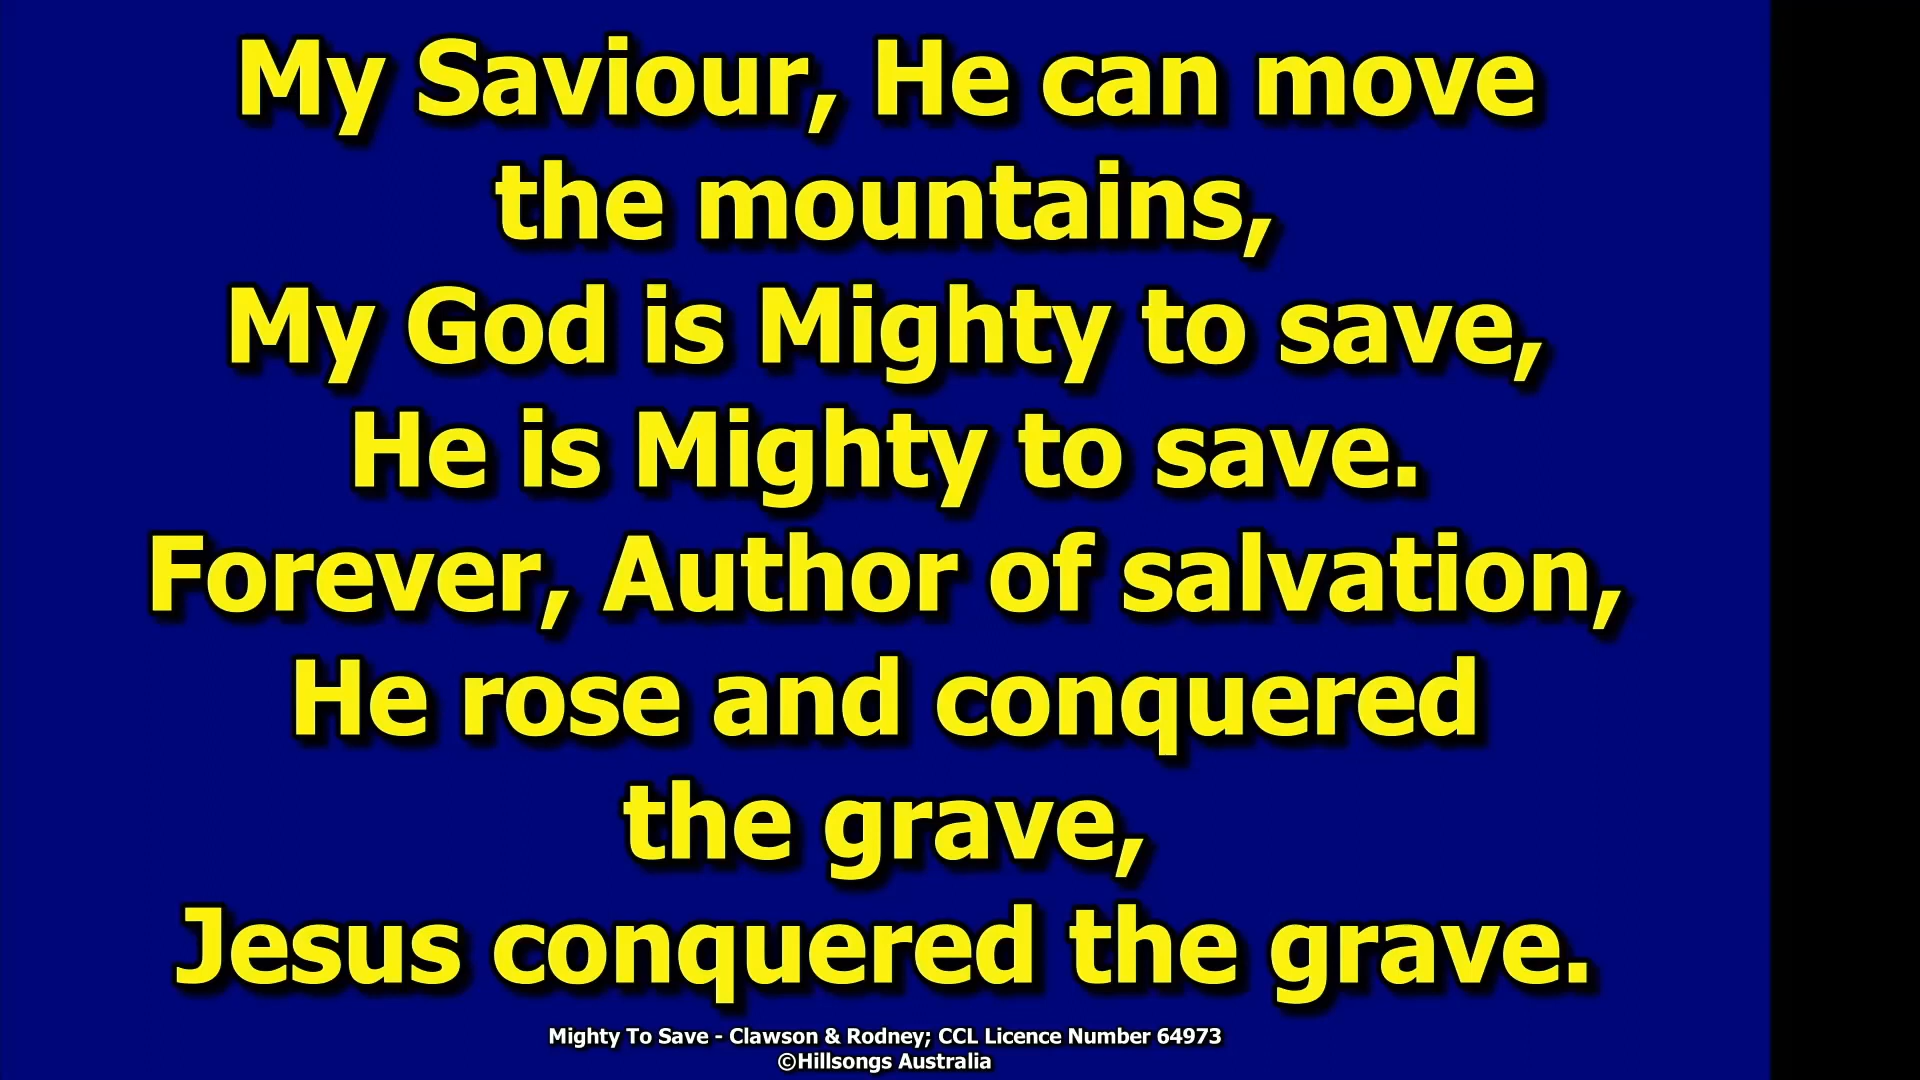 My Saviour, He can move
the mountains,
My God is Mighty to save,
He is Mighty to save.
Forever, Author of salvation,
He rose and conquered
the grave,
Jesus conquered the grave.
Mighty To Save - Clawson & Rodney; CCL Licence Number 64973
©Hillsongs Australia